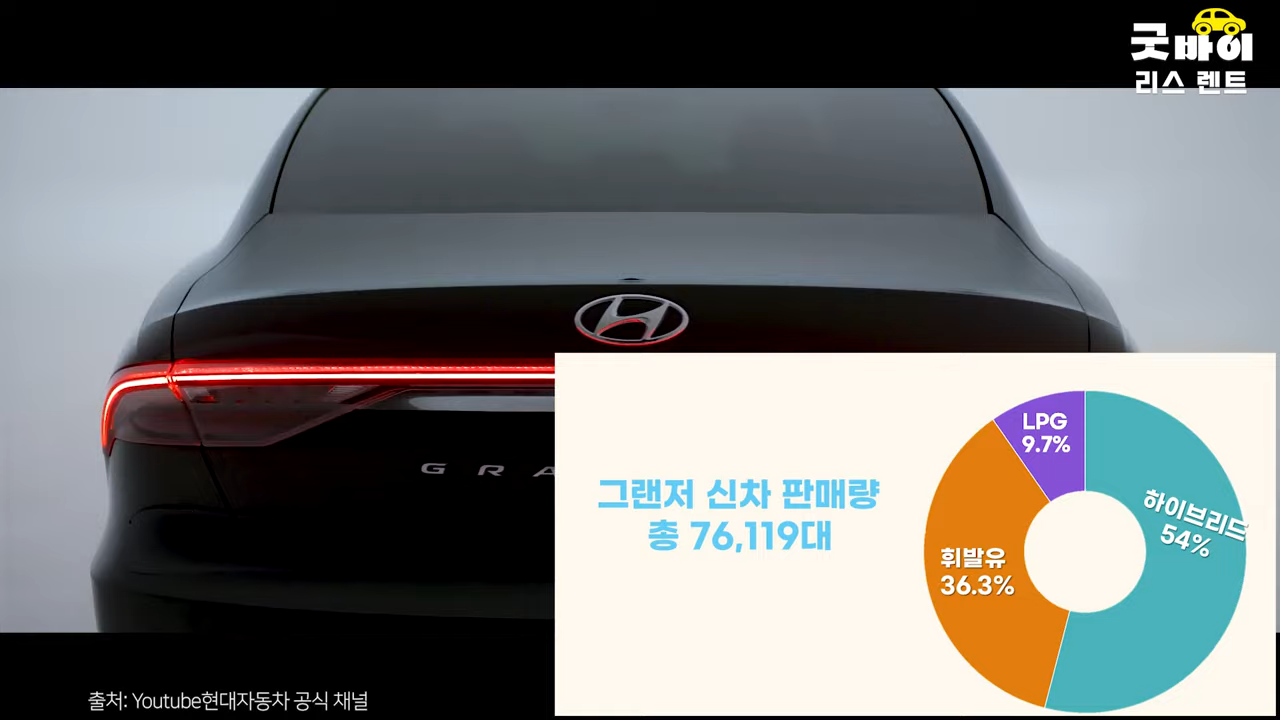 굿바이
리스 렌트
G R A
그랜저 신차 판매량
총 76,119대
LPG
9.7%
하이브리드
54%
휘발유
36.3%
출처: Youtube현대자동차 공식 채널